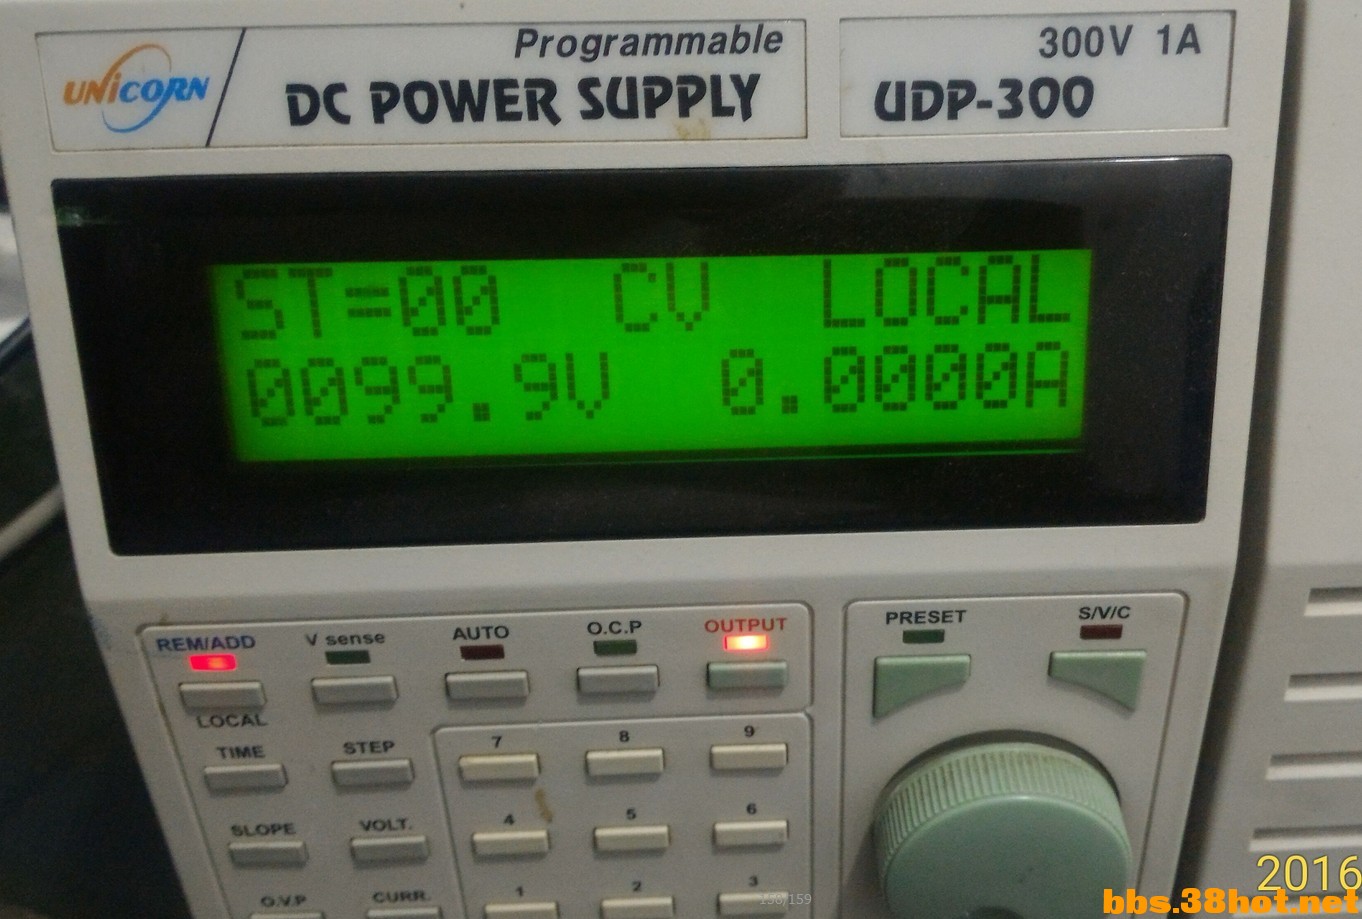 UNiCORN
Programmable
DC POWER SUPPLY
300V 1A
UDP-300
ST=00 CV LOCAL
0099.9V 0.0000A
REM/ADD
V sense
AUTO
O.C.P
OUTPUT
PRESET
S/V/C
LOCAL
TIME
STEP
7
8
9
SLOPE
VOLT.
4
5
6
O.V.P
CURR.
1
2
3
156/159
2016
bbs.38hot.net